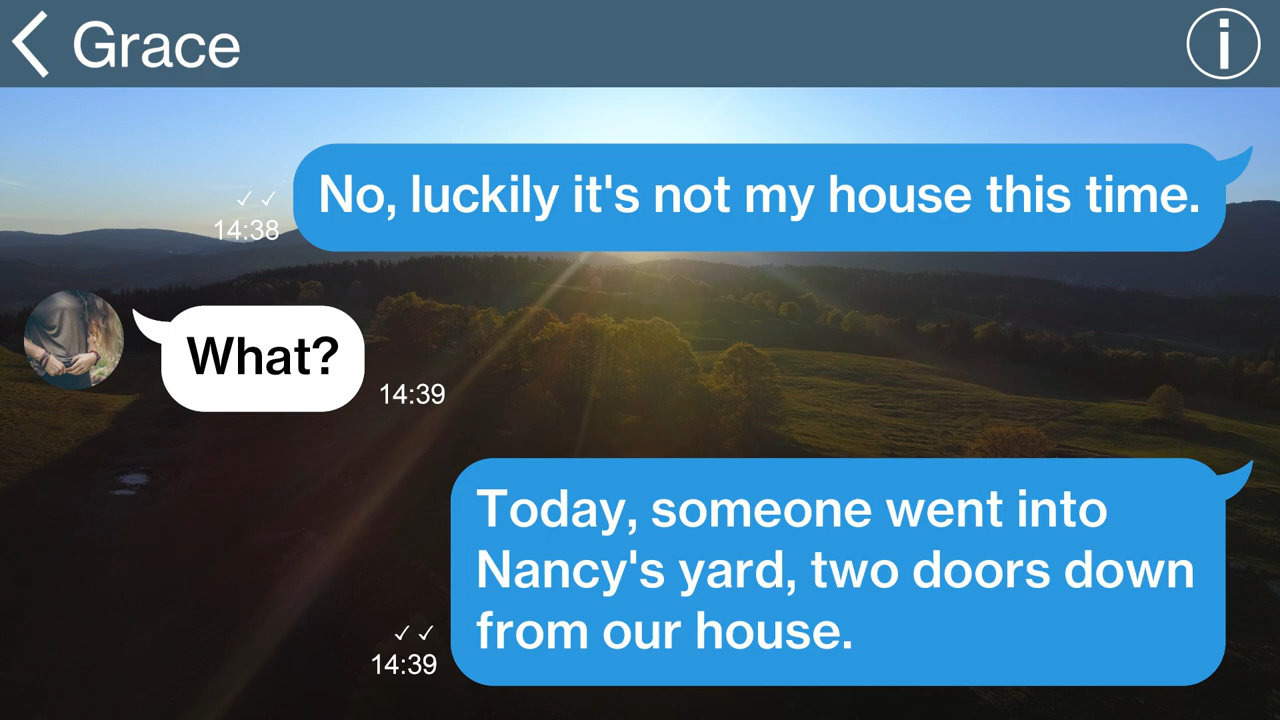 Grace
i
No, luckily it's not my house this time.
✓✓
14:38
What?
14:39
Today, someone went into
Nancy's yard, two doors down
from our house.
✓✓
14:39